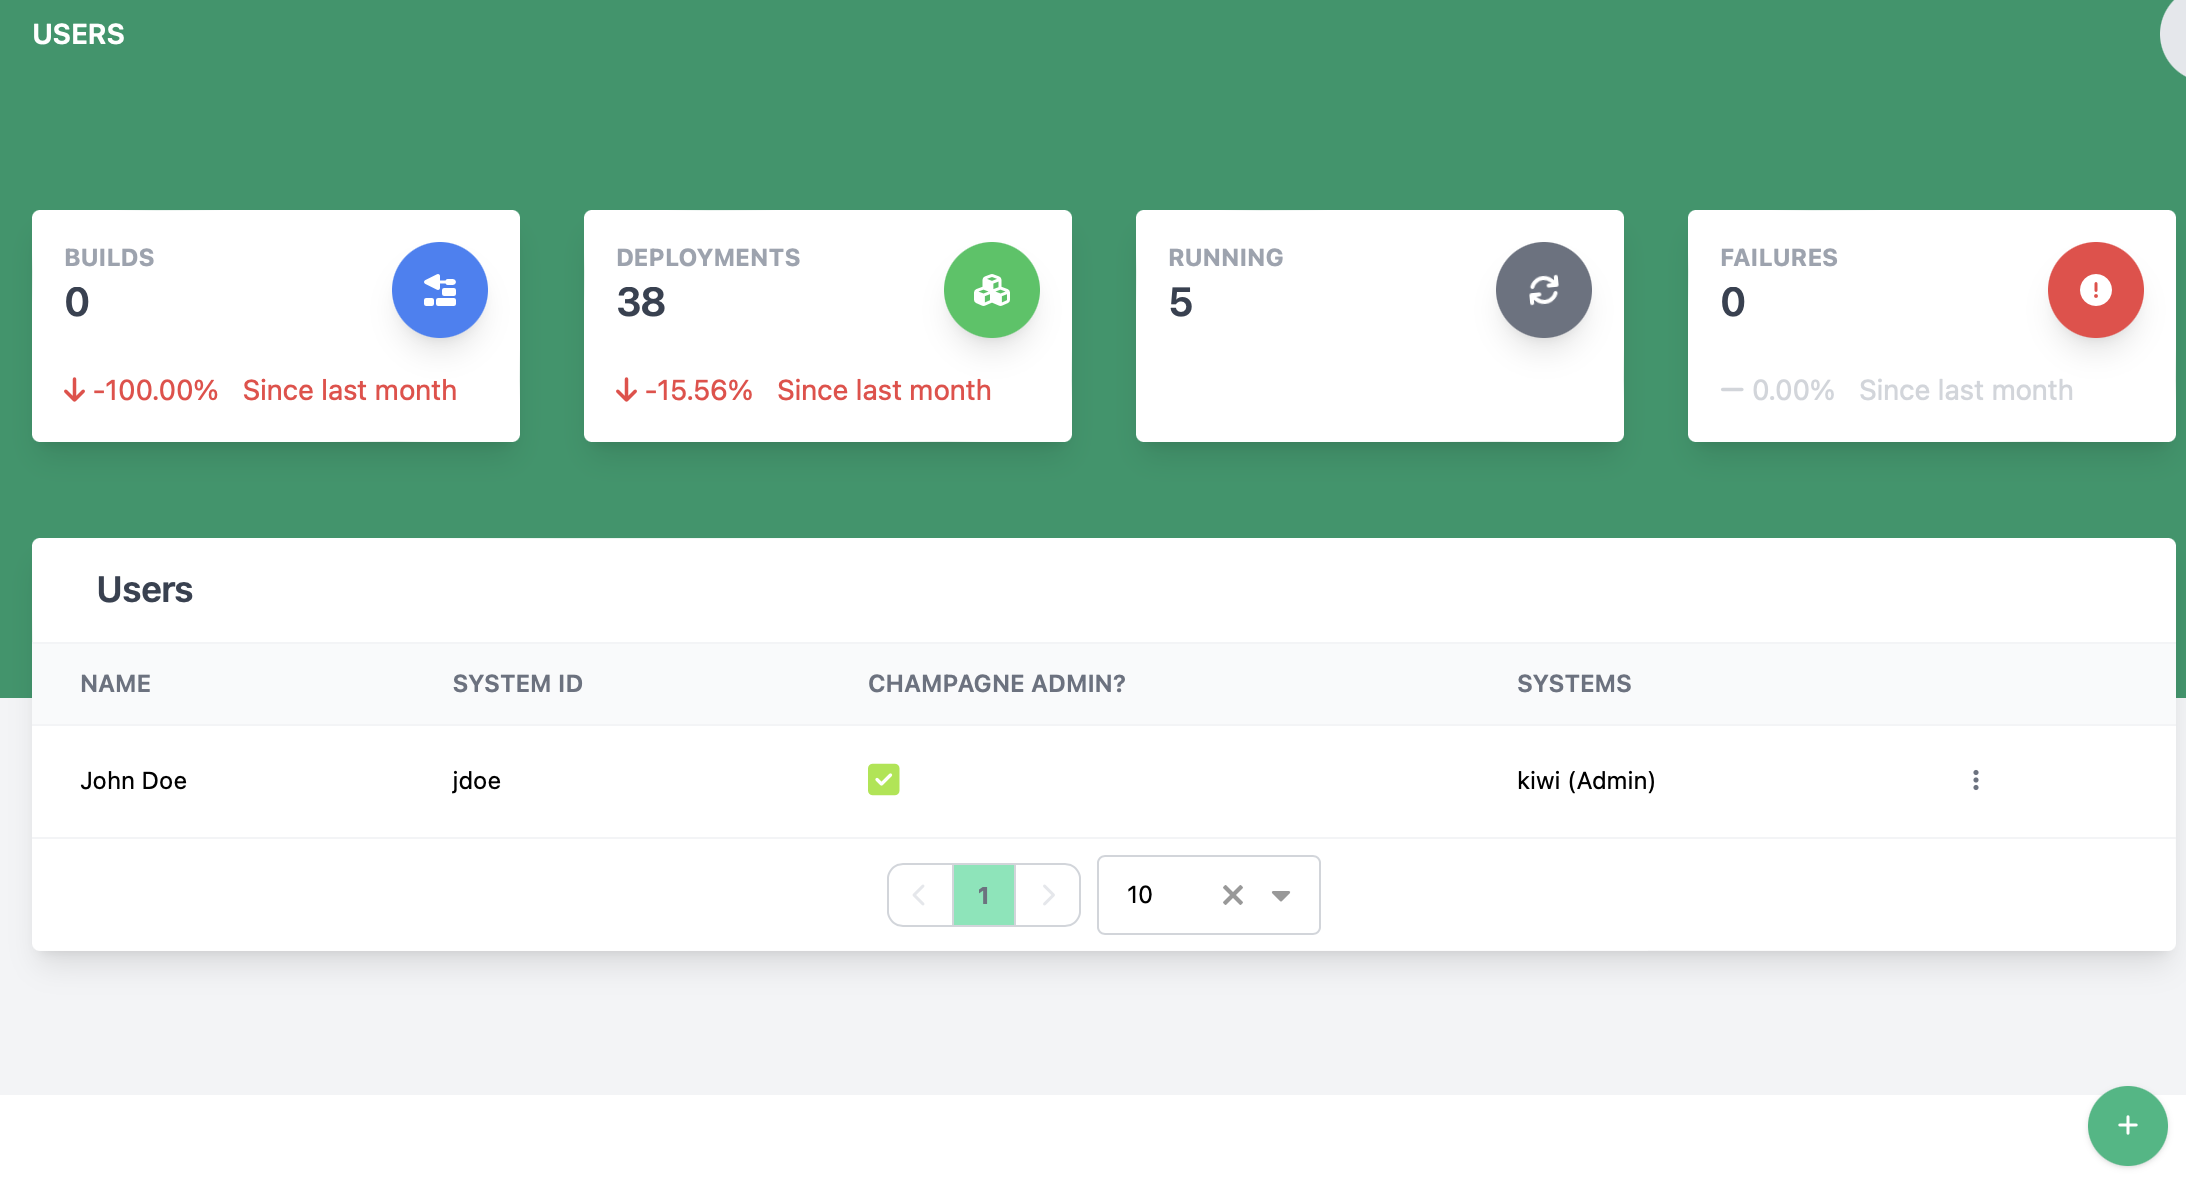 USERS
BUILDS
0
-100.00% Since last month
DEPLOYMENTS
38
-15.56% Since last month
RUNNING
5
FAILURES
0
0.00% Since last month
Users
NAME SYSTEM ID CHAMPAGNE ADMIN? SYSTEMS
John Doe jdoe kiwi (Admin)
1 10